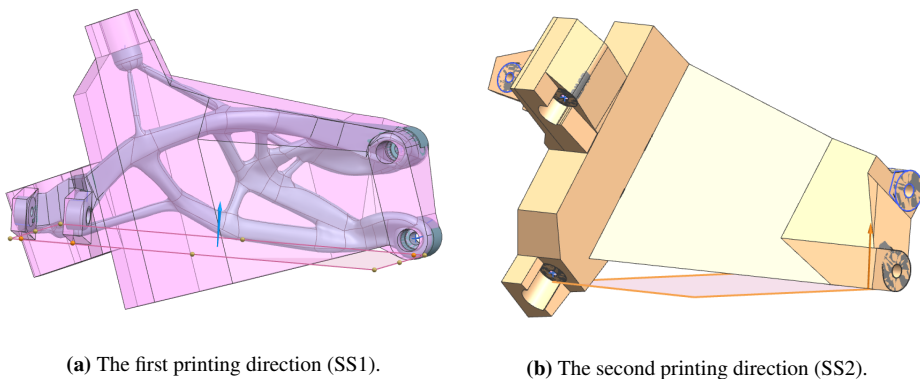 (a) The first printing direction (SS1).
(b) The second printing direction (SS2).